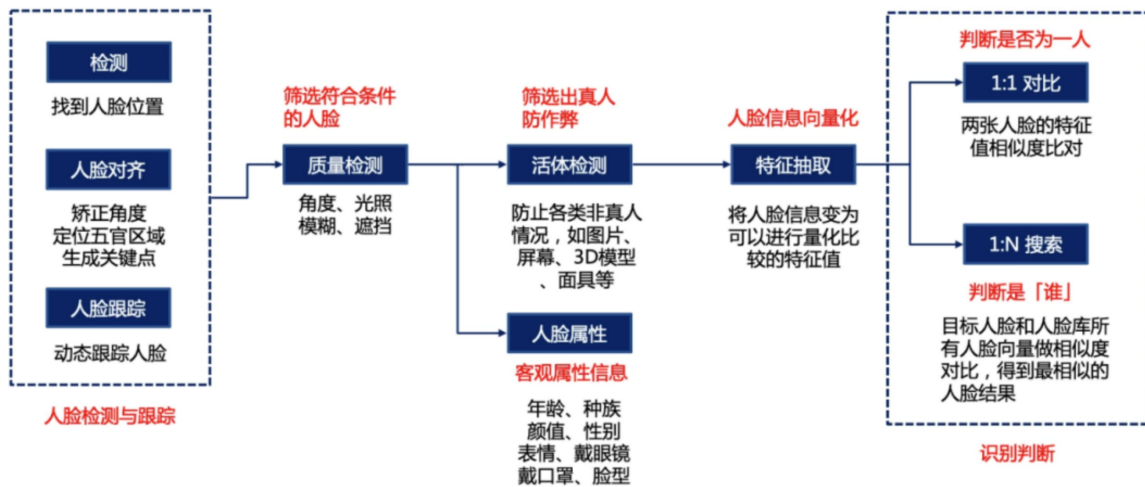 检测
找到人脸位置
人脸对齐
矫正角度
定位五官区域
生成关键点
人脸跟踪
动态跟踪人脸
人脸检测与跟踪
筛选符合条件
的人脸
质量检测
角度、光照
模糊、遮挡
筛选出真人
防作弊
活体检测
防止各类非真人
情况，如图片、
屏幕、3D模型
、面具等
人脸属性
客观属性信息
年龄、种族
颜值、性别
表情、戴眼镜
戴口罩、脸型
人脸信息向量化
特征抽取
将人脸信息变为
可以进行量化比
较的特征值
判断是否为一人
1:1 对比
两张人脸的特征
值相似度比对
1:N 搜索
判断是「谁」
目标人脸和人脸库所
有人脸向量做相似度
对比，得到最相似的
人脸结果
识别判断